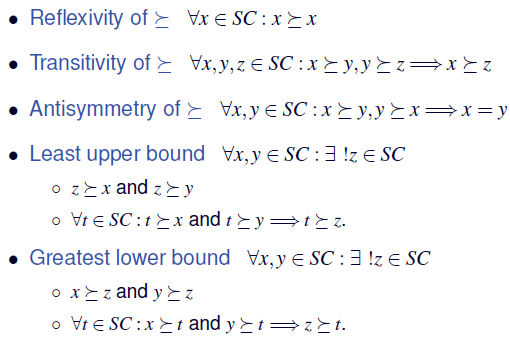 • Reflexivity of ⪰ ∀x ∈ SC : x ⪰ x
• Transitivity of ⪰ ∀x,y,z ∈ SC : x ⪰ y,y ⪰ z ⟹ x ⪰ z
• Antisymmetry of ⪰ ∀x,y ∈ SC : x ⪰ y,y ⪰ x ⟹ x = y
• Least upper bound ∀x,y ∈ SC : ∃ !z ∈ SC
∘ z ⪰ x and z ⪰ y
∘ ∀t ∈ SC : t ⪰ x and t ⪰ y ⟹ t ⪰ z.
• Greatest lower bound ∀x,y ∈ SC : ∃ !z ∈ SC
∘ x ⪰ z and y ⪰ z
∘ ∀t ∈ SC : x ⪰ t and y ⪰ t ⟹ z ⪰ t.